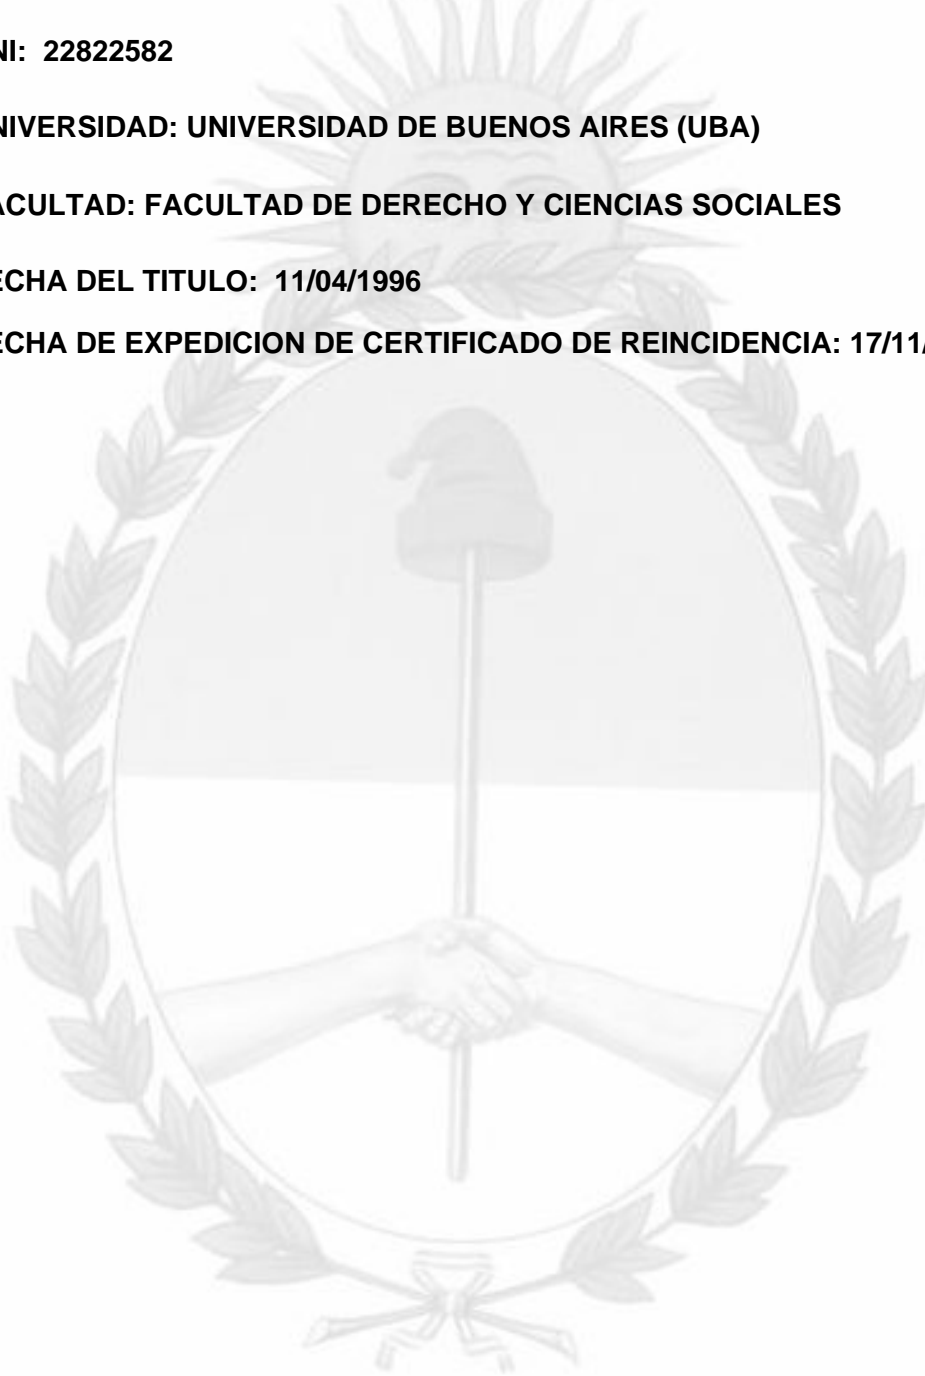 NI: 22822582
NIVERSIDAD: UNIVERSIDAD DE BUENOS AIRES (UBA)
ACULTAD: FACULTAD DE DERECHO Y CIENCIAS SOCIALES
ECHA DEL TITULO: 11/04/1996
ECHA DE EXPEDICION DE CERTIFICADO DE REINCIDENCIA: 17/11/